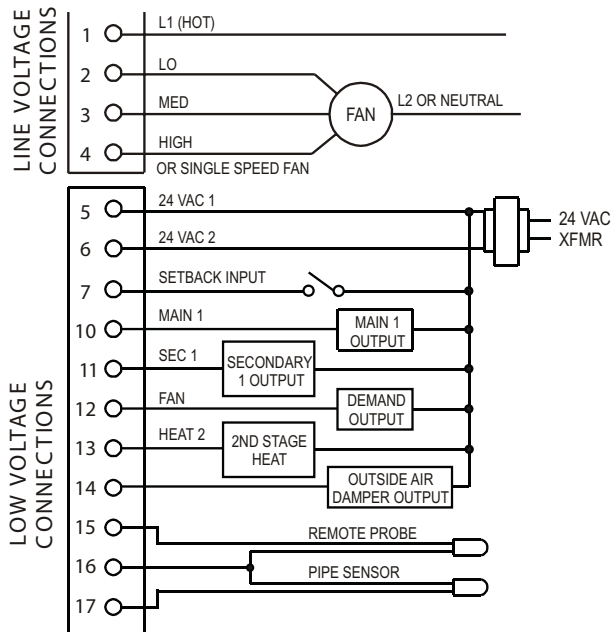 LINE VOLTAGE
CONNECTIONS
1
L1 (HOT)
2
LO
3
MED
4
HIGH
OR SINGLE SPEED FAN
FAN
L2 OR NEUTRAL
LOW VOLTAGE
CONNECTIONS
5
24 VAC 1
6
24 VAC 2
24 VAC
XFMR
7
SETBACK INPUT
10
MAIN 1
MAIN 1
OUTPUT
11
SEC 1
SECONDARY
1 OUTPUT
12
FAN
DEMAND
OUTPUT
13
HEAT 2
2ND STAGE
HEAT
14
OUTSIDE AIR
DAMPER OUTPUT
15
REMOTE PROBE
16
PIPE SENSOR
17